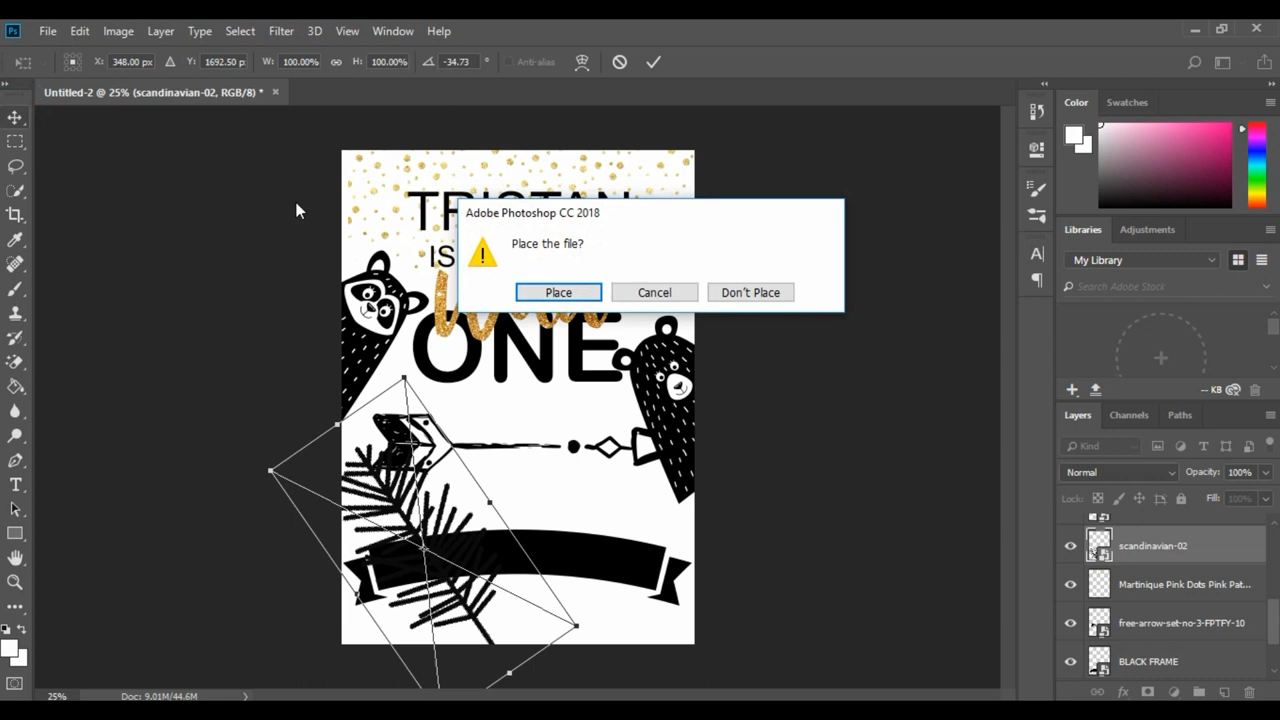 Ps File Edit Image Layer Type Select Filter 3D View Window Help
X: 348.00 px Y: 1692.50 p: W: 100.00% H: 100.00% -34.73 ° Anti-alias
Untitled-2 @ 25% (scandinavian-02, RGB/8) * ×
Color Swatches
TRISTAN
Adobe Photoshop CC 2018
Place the file?
Place Cancel Don't Place
IS
ONE
Libraries Adjustments
My Library
Search Adobe Stock
-- KB
Layers Channels Paths
Kind
Normal Opacity: 100%
Lock: Fill: 100%
scandinavian-02
Martinique Pink Dots Pink Pat...
free-arrow-set-no-3-FPTFY-10
BLACK FRAME
25% Doc: 9.01M/44.6M